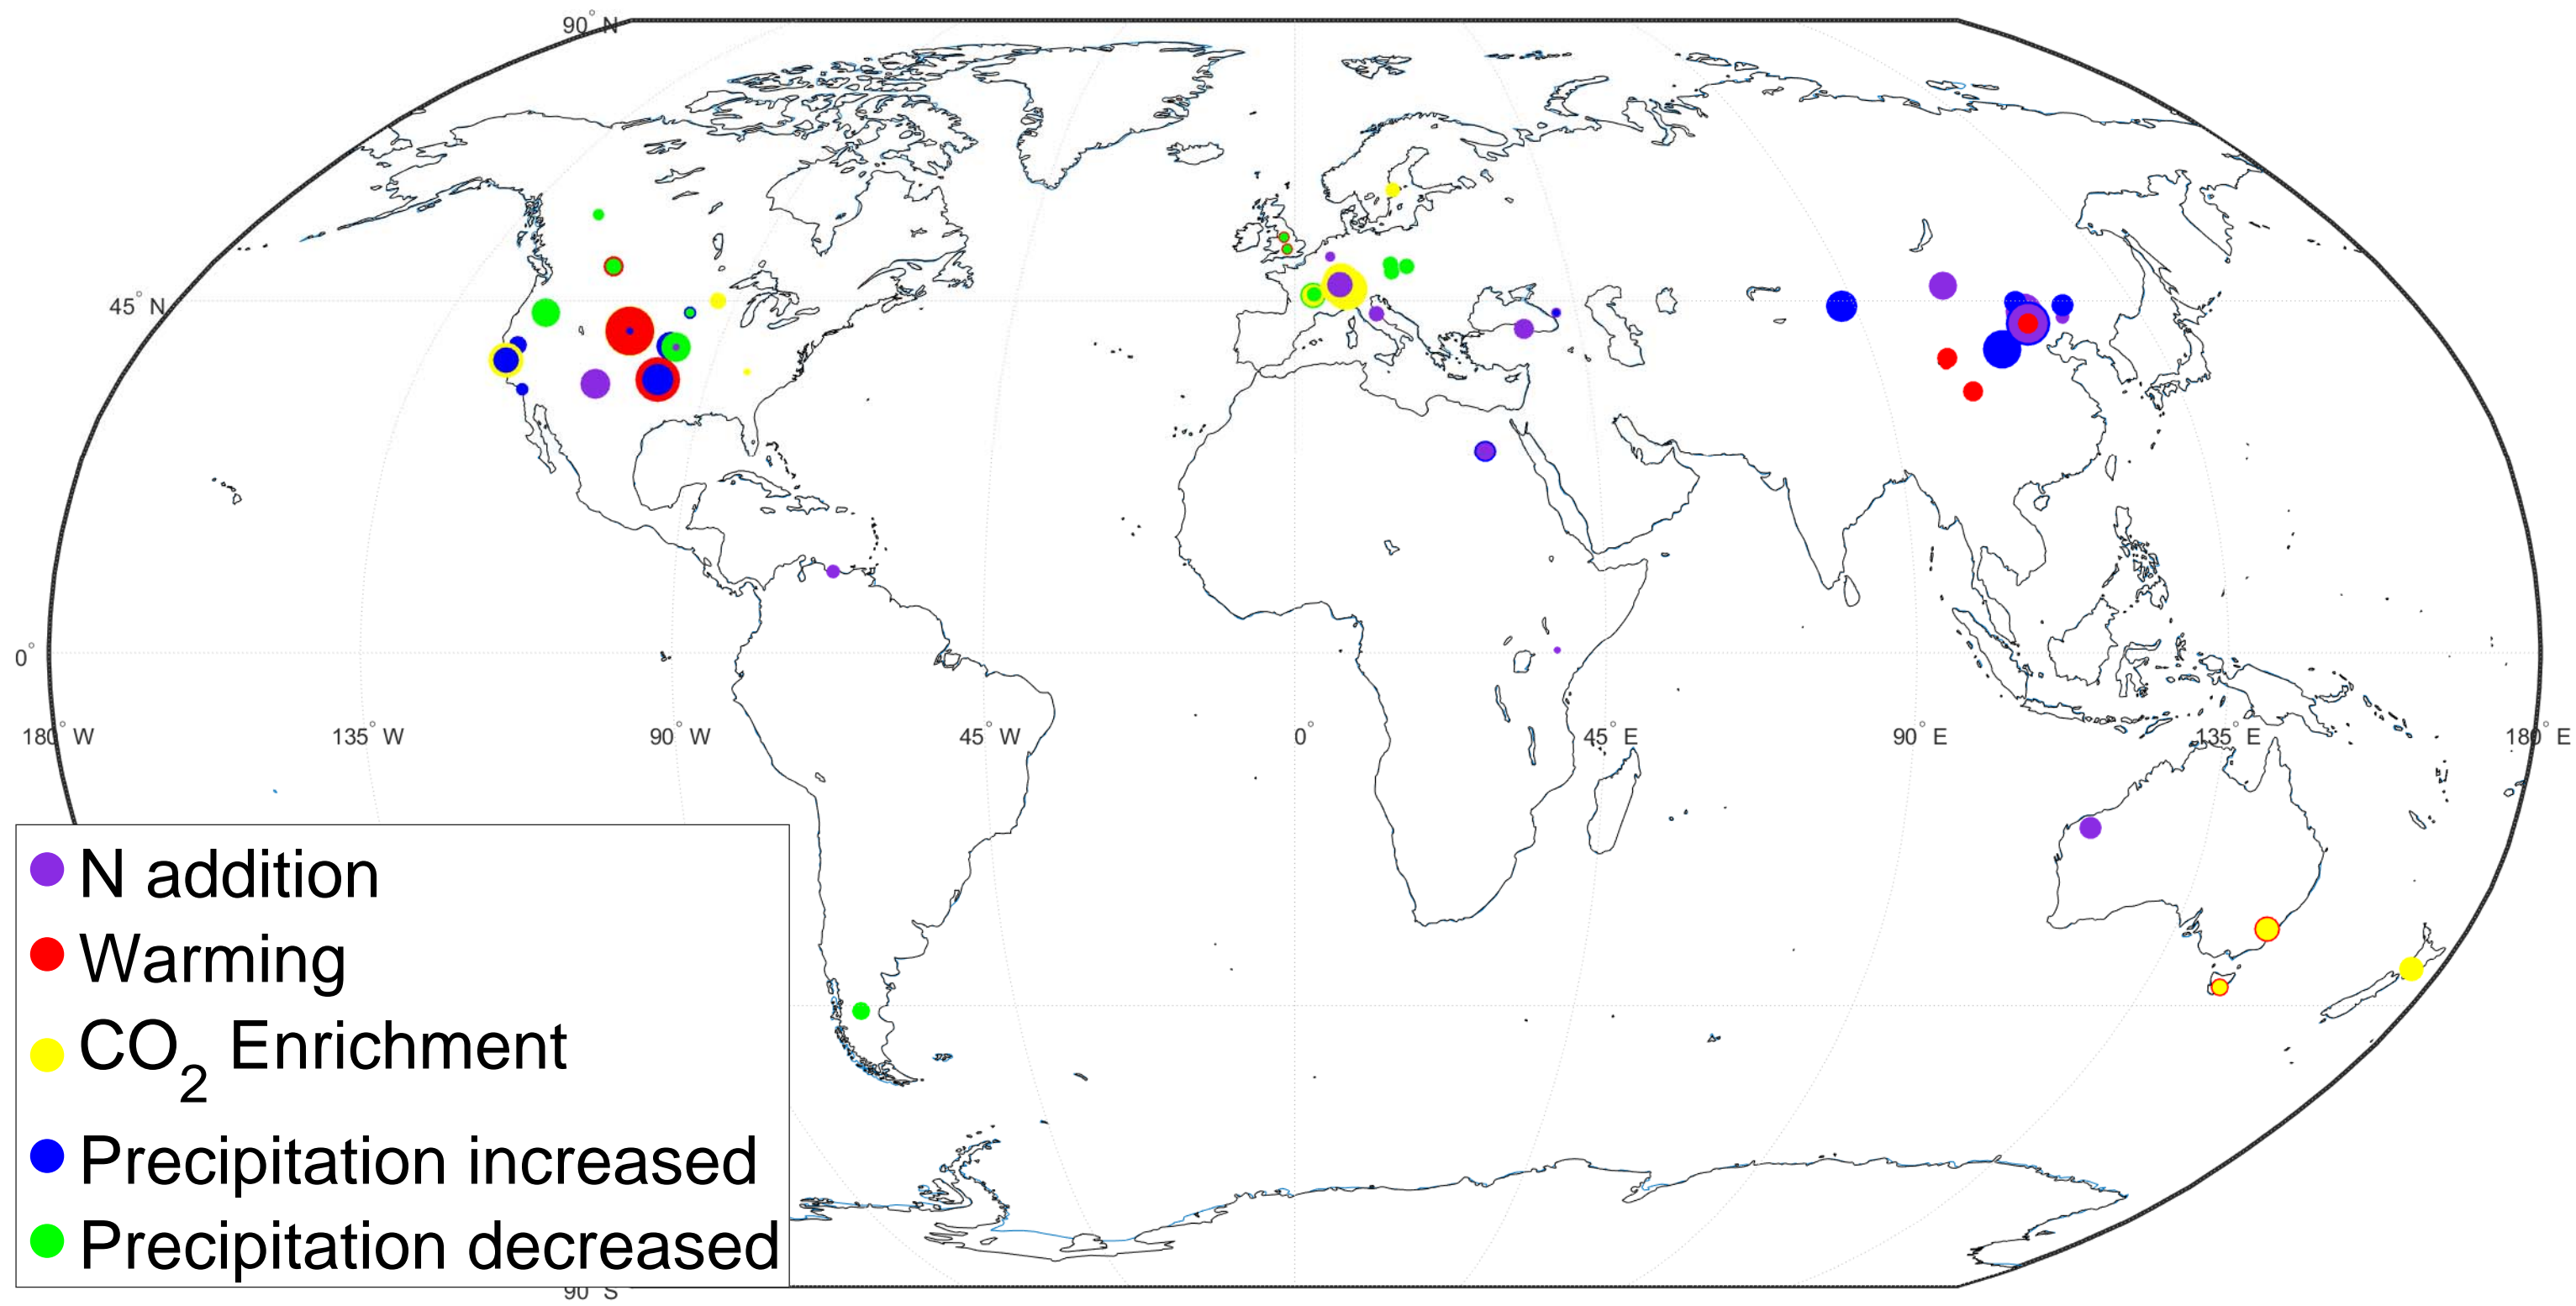 90° N
45° N
0°
180° W 135° W 90° W 45° W 0° 45° E 90° E 135° E 180° E
N addition
Warming
CO₂ Enrichment
Precipitation increased
Precipitation decreased
90° S